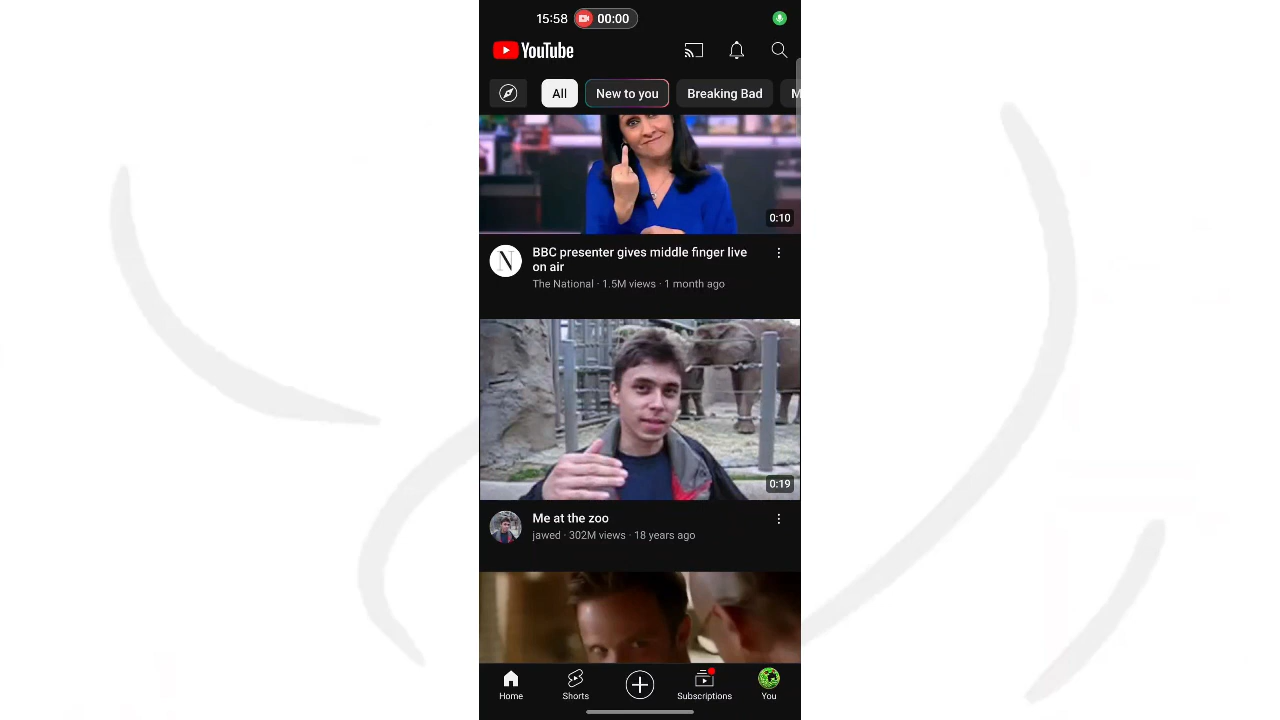 15:58 00:00
YouTube
All New to you Breaking Bad M
0:10
BBC presenter gives middle finger live
on air
N
The National · 1.5M views · 1 month ago
0:19
Me at the zoo
jawed · 302M views · 18 years ago
Home Shorts Subscriptions You